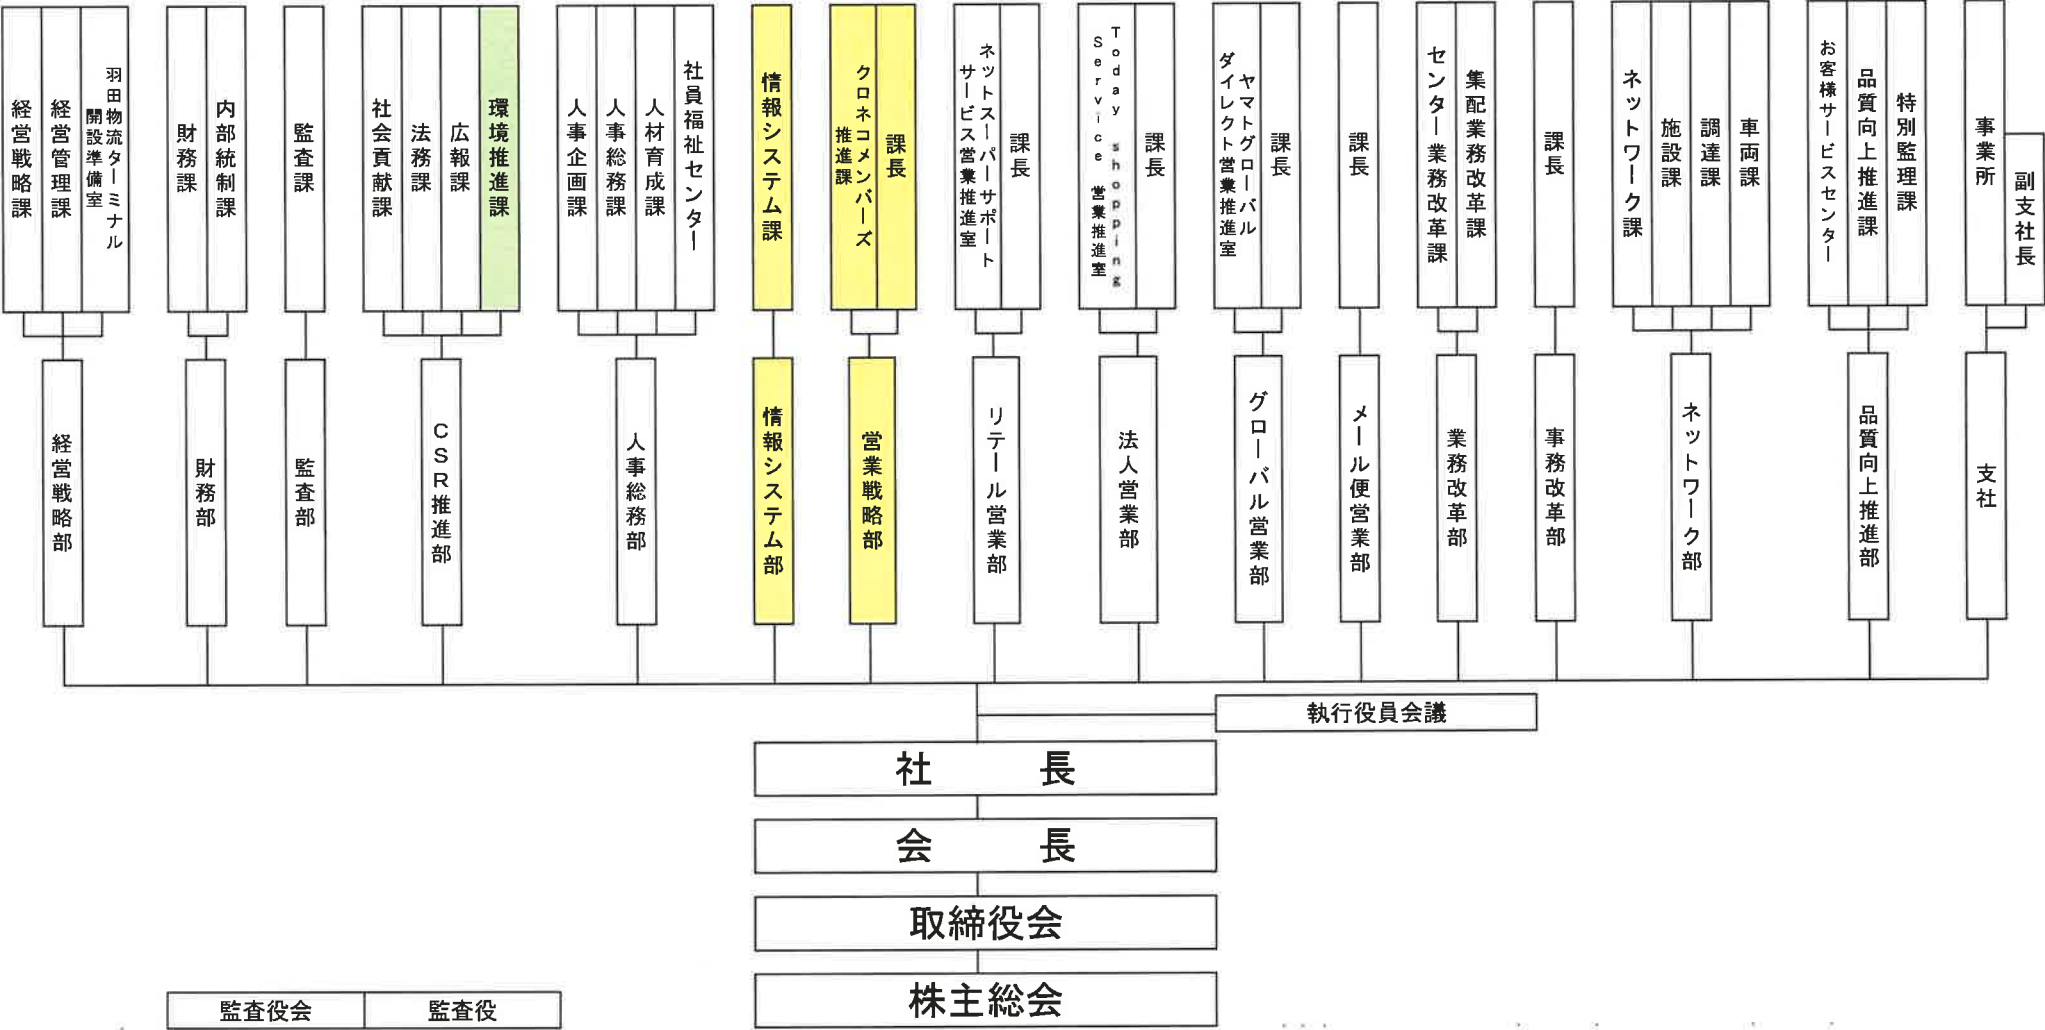 経営戦略課
経営管理課
羽田物流ターミナル
開設準備室
財務課
内部統制課
監査課
社会貢献課
法務課
広報課
環境推進課
人事企画課
人事総務課
人材育成課
社員福祉センター
情報システム課
クロネコメンバーズ
推進課
課長
ネットスーパーサポート
サービス営業推進室
課長
Today shopping
Service 営業推進室
課長
ヤマトグローバル
ダイレクト営業推進室
課長
課長
センター業務改革課
集配業務改革課
課長
ネットワーク課
施設課
調達課
車両課
お客様サービスセンター
品質向上推進課
特別監理課
事業所
副支社長
経営戦略部
財務部
監査部
CSR推進部
人事総務部
情報システム部
営業戦略部
リテール営業部
法人営業部
グローバル営業部
メール便営業部
業務改革部
事務改革部
ネットワーク部
品質向上推進部
支社
執行役員会議
社長
会長
取締役会
株主総会
監査役会
監査役